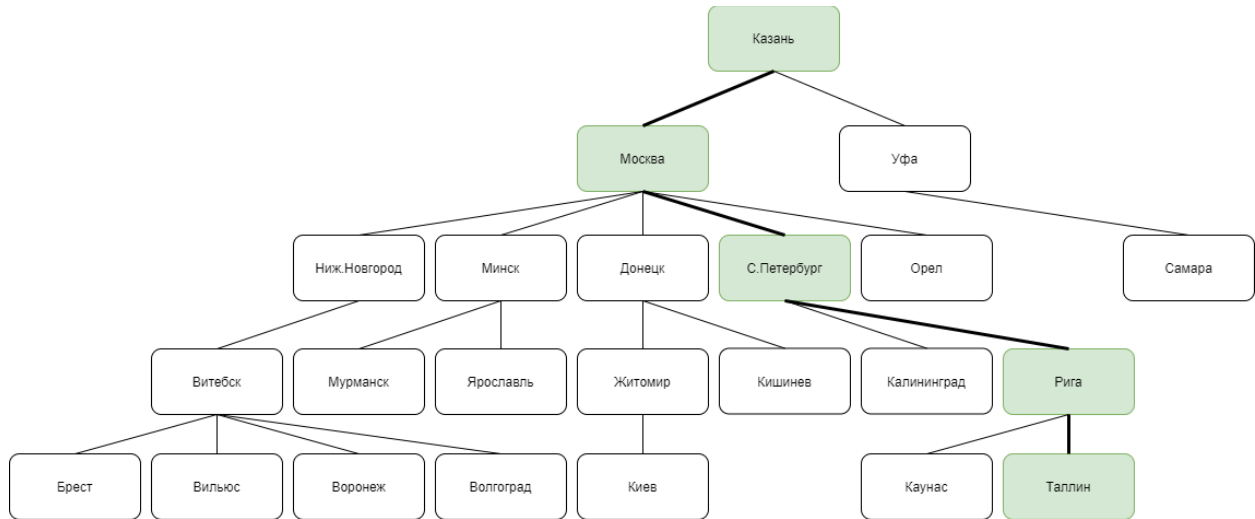 Казань
Москва
Уфа
Ниж.Новгород
Минск
Донецк
С.Петербург
Орел
Самара
Витебск
Мурманск
Ярославль
Житомир
Кишинев
Калининград
Рига
Брест
Вильюс
Воронеж
Волгоград
Киев
Каунас
Таллин